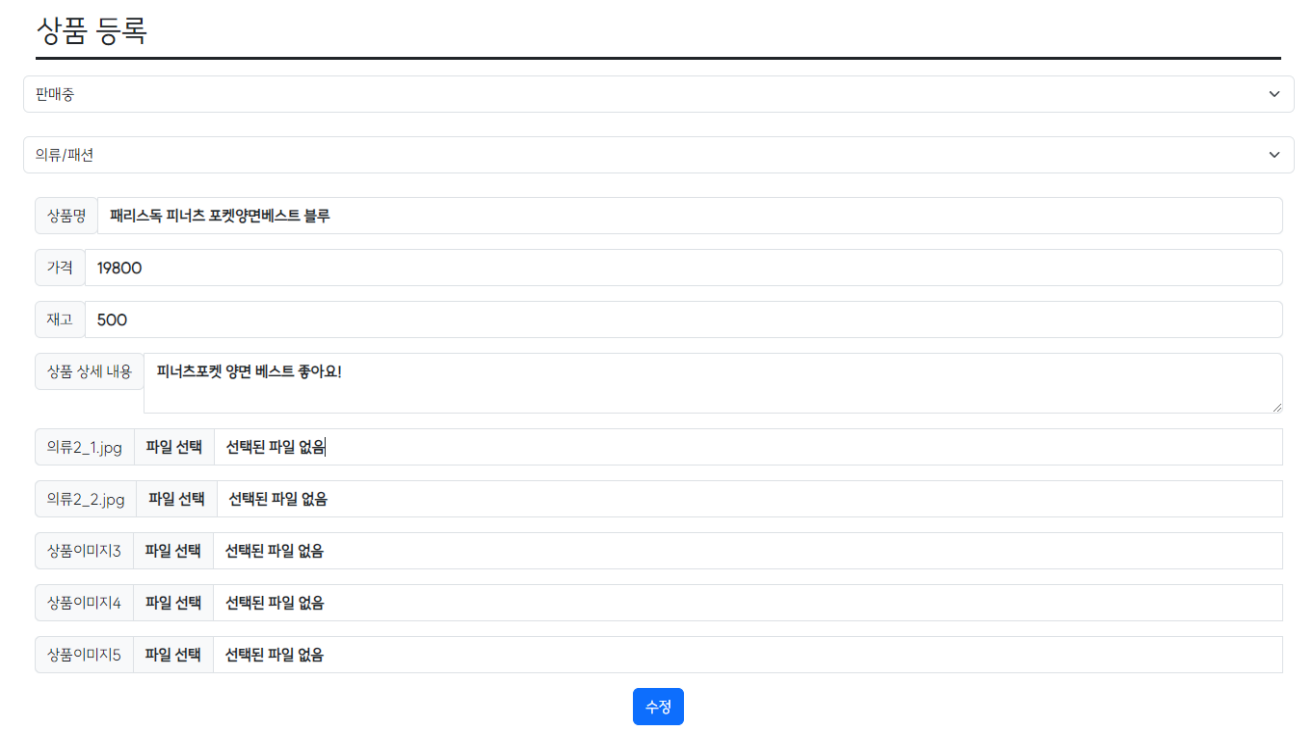 상품 등록
판매중
의류/패션
상품명 패리스독 피너츠 포켓양면베스트 블루
가격 19800
재고 500
상품 상세 내용 피너츠포켓 양면 베스트 좋아요!
의류2_1.jpg 파일 선택 선택된 파일 없음
의류2_2.jpg 파일 선택 선택된 파일 없음
상품이미지3 파일 선택 선택된 파일 없음
상품이미지4 파일 선택 선택된 파일 없음
상품이미지5 파일 선택 선택된 파일 없음
수정